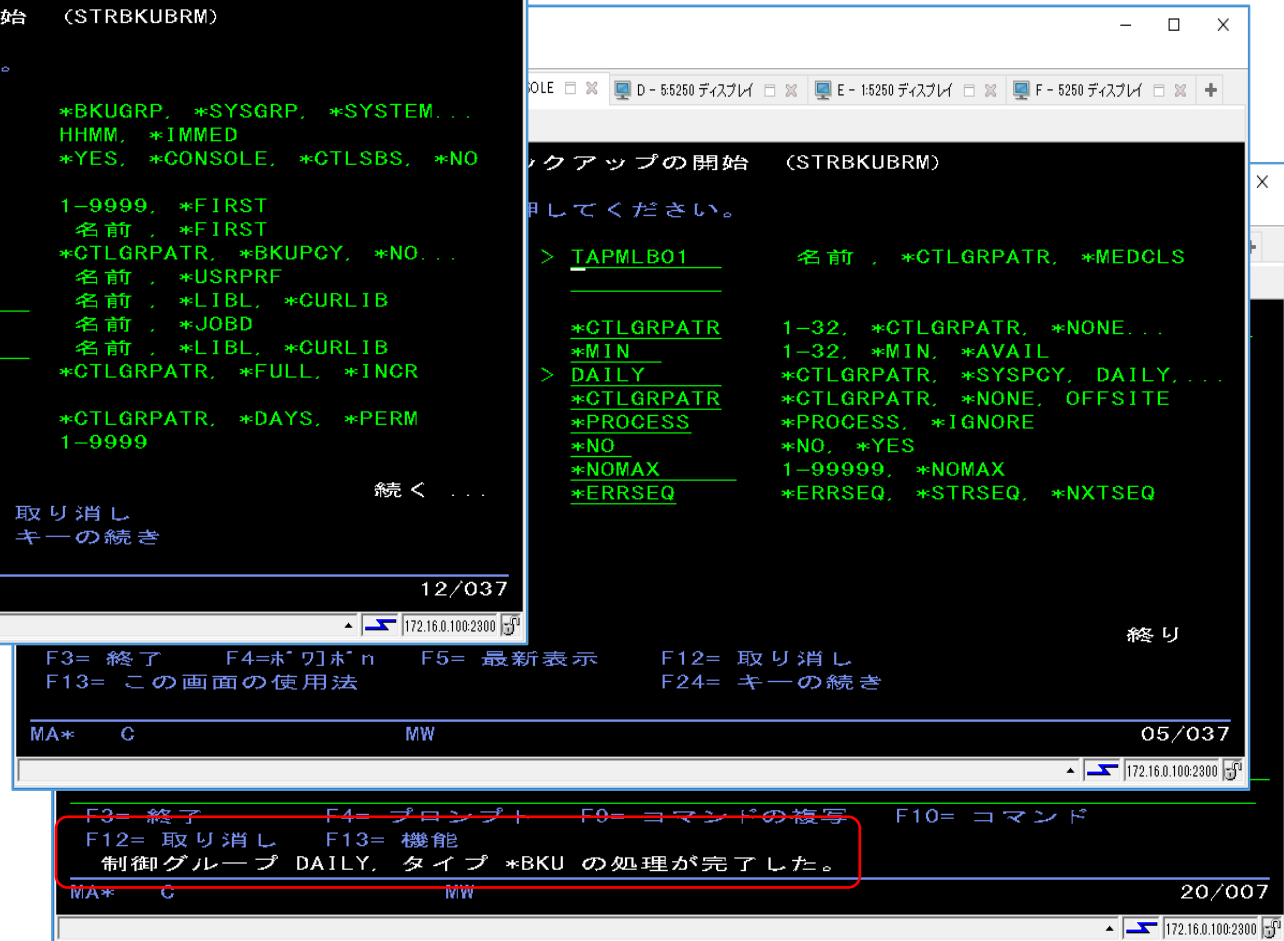 始 (STRBKUBRM)
。
*BKUGRP, *SYSGRP, *SYSTEM...
HHMM, *IMMED
*YES, *CONSOLE, *CTLSBS, *NO
1-9999, *FIRST
名前 , *FIRST
*CTLGRPATR, *BKUPCY, *NO...
名前 , *USRPRF
名前 , *LIBL, *CURLIB
名前 , *JOBD
名前 , *LIBL, *CURLIB
*CTLGRPATR, *FULL, *INCR
*CTLGRPATR, *DAYS, *PERM
1-9999
続く ...
取り消し
キーの続き
12/037
172.16.0.100:2300
D - 5:5250 ディスプレイ
E - 1:5250 ディスプレイ
F - 5250 ディスプレイ
ックアップの開始 (STRBKUBRM)
してください。
> TAPMLB01 名前 , *CTLGRPATR, *MEDCLS
*CTLGRPATR 1-32, *CTLGRPATR, *NONE...
*MIN 1-32, *MIN, *AVAIL
> DAILY *CTLGRPATR, *SYSPCY, DAILY,...
*CTLGRPATR *CTLGRPATR, *NONE, OFFSITE
*PROCESS *PROCESS, *IGNORE
*NO *NO, *YES
*NOMAX 1-99999, *NOMAX
*ERRSEQ *ERRSEQ, *STRSEQ, *NXTSEQ
終り
F3= 終了 F4=ホﾟワ]ホﾟn F5= 最新表示 F12= 取り消し
F13= この画面の使用法 F24= キーの続き
MA* C MW 05/037
172.16.0.100:2300
F3= 終了 F4= プロンプト F9= コマンドの複写 F10= コマンド
F12= 取り消し F13= 機能
制御グループ DAILY, タイプ *BKU の処理が完了した。
MA* C MW 20/007
172.16.0.100:2300